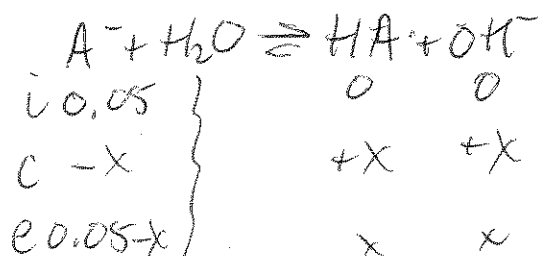 A⁻ + H₂O ⇌ HA + OH⁻
i 0.05 0 0
c -x +x +x
e 0.05-x x x